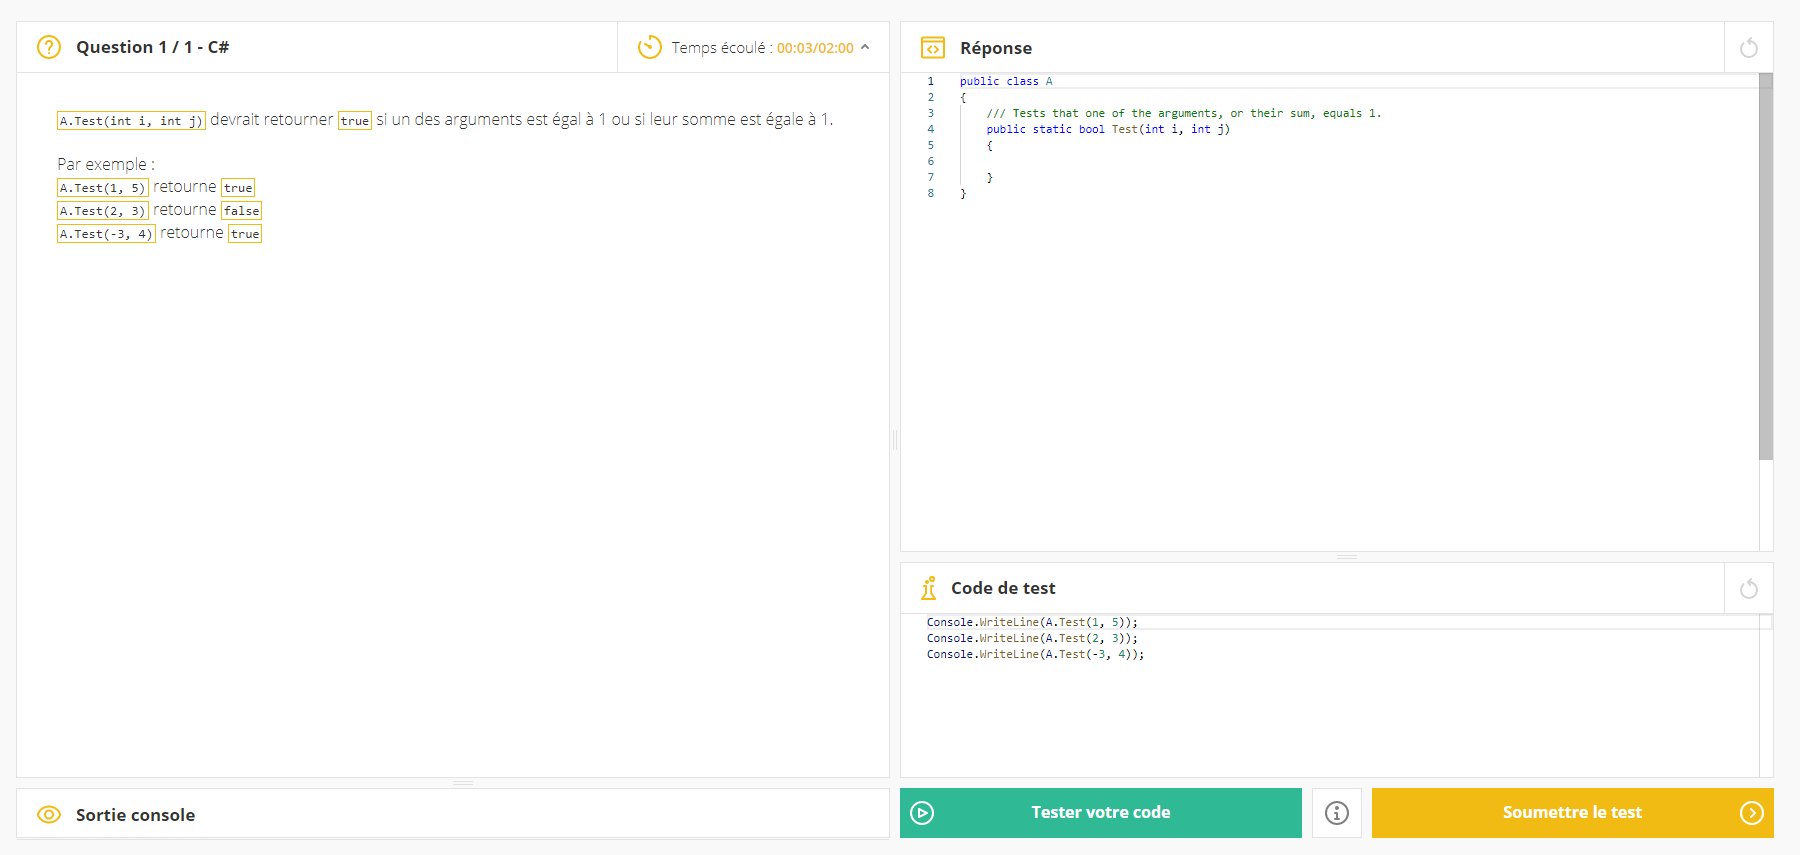 Question 1 / 1 - C#
Temps écoulé : 00:03/02:00
A.Test(int i, int j) devrait retourner true si un des arguments est égal à 1 ou si leur somme est égale à 1.
Par exemple :
A.Test(1, 5) retourne true
A.Test(2, 3) retourne false
A.Test(-3, 4) retourne true
Sortie console
Réponse
1 public class A
2 {
3 /// Tests that one of the arguments, or their sum, equals 1.
4 public static bool Test(int i, int j)
5 {
6
7 }
8 }
Code de test
Console.WriteLine(A.Test(1, 5));
Console.WriteLine(A.Test(2, 3));
Console.WriteLine(A.Test(-3, 4));
Tester votre code
Soumettre le test